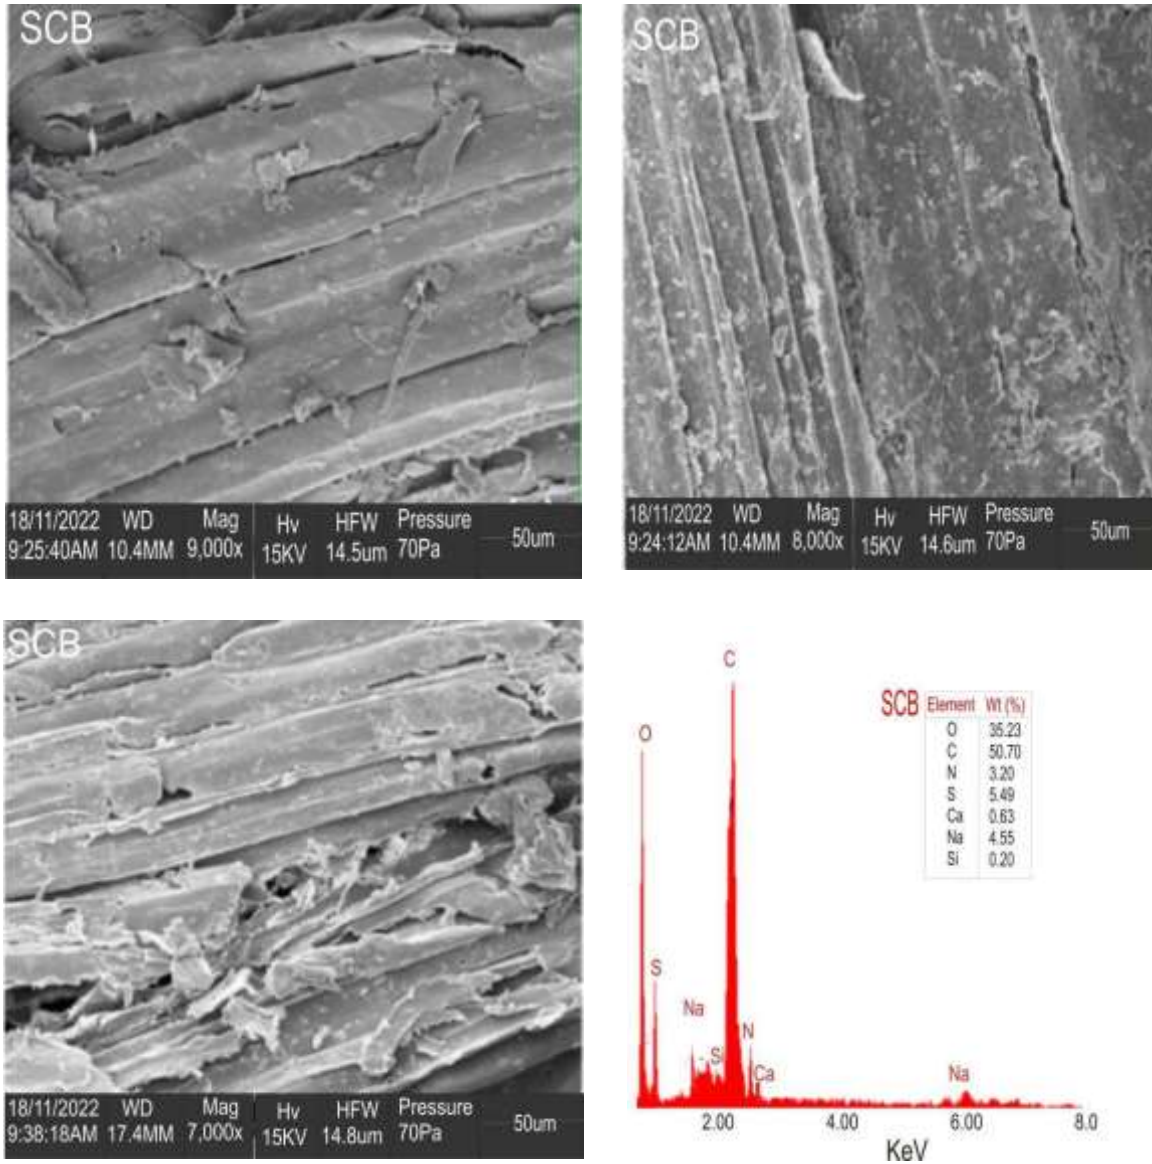 SCB
18/11/2022 WD Mag Hv HFW Pressure 50um
9:25:40AM 10.4MM 9,000x 15KV 14.5um 70Pa
SCB
18/11/2022 WD Mag Hv HFW Pressure 50um
9:24:12AM 10.4MM 8,000x 15KV 14.6um 70Pa
SCB
18/11/2022 WD Mag Hv HFW Pressure 50um
9:38:18AM 17.4MM 7,000x 15KV 14.8um 70Pa
C
O
S
Na
Si
N
Ca
Na
SCB
Element Wt (%)
O 35.23
C 50.70
N 3.20
S 5.49
Ca 0.63
Na 4.55
Si 0.20
2.00 4.00 6.00 8.0
KeV